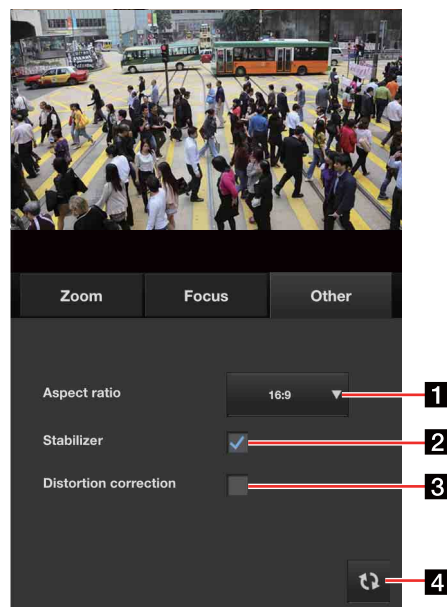 Zoom
Focus
Other
Aspect ratio
16:9
1
Stabilizer
2
Distortion correction
3
4